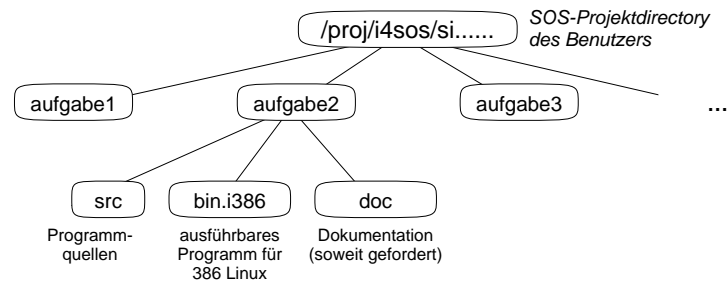 /proj/i4sos/si......
SOS-Projektdirectory
des Benutzers
aufgabe1
aufgabe2
aufgabe3
...
src
bin.i386
doc
Programm-
quellen
ausführbares
Programm für
386 Linux
Dokumentation
(soweit gefordert)